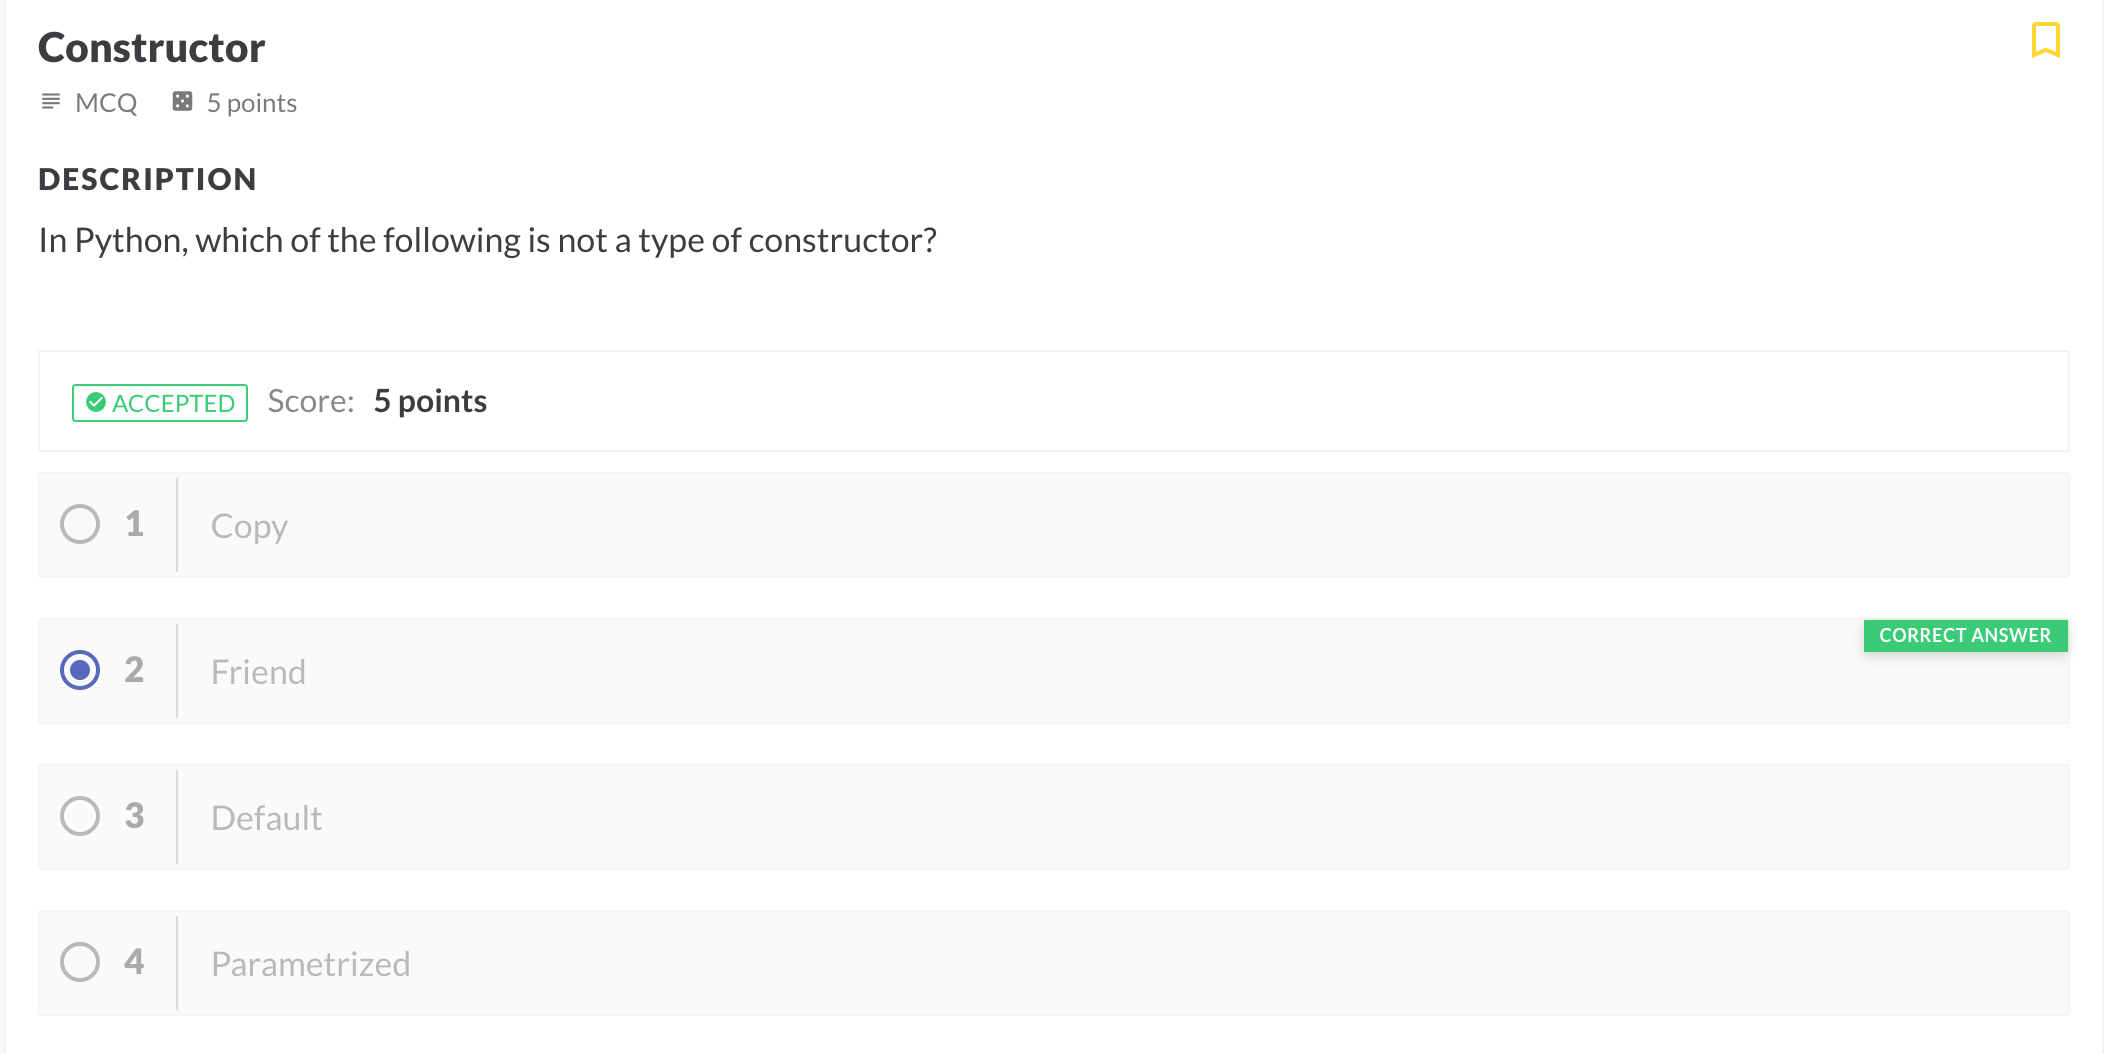 Constructor
MCQ 5 points
DESCRIPTION
In Python, which of the following is not a type of constructor?
ACCEPTED Score: 5 points
1 Copy
CORRECT ANSWER
2 Friend
3 Default
4 Parametrized